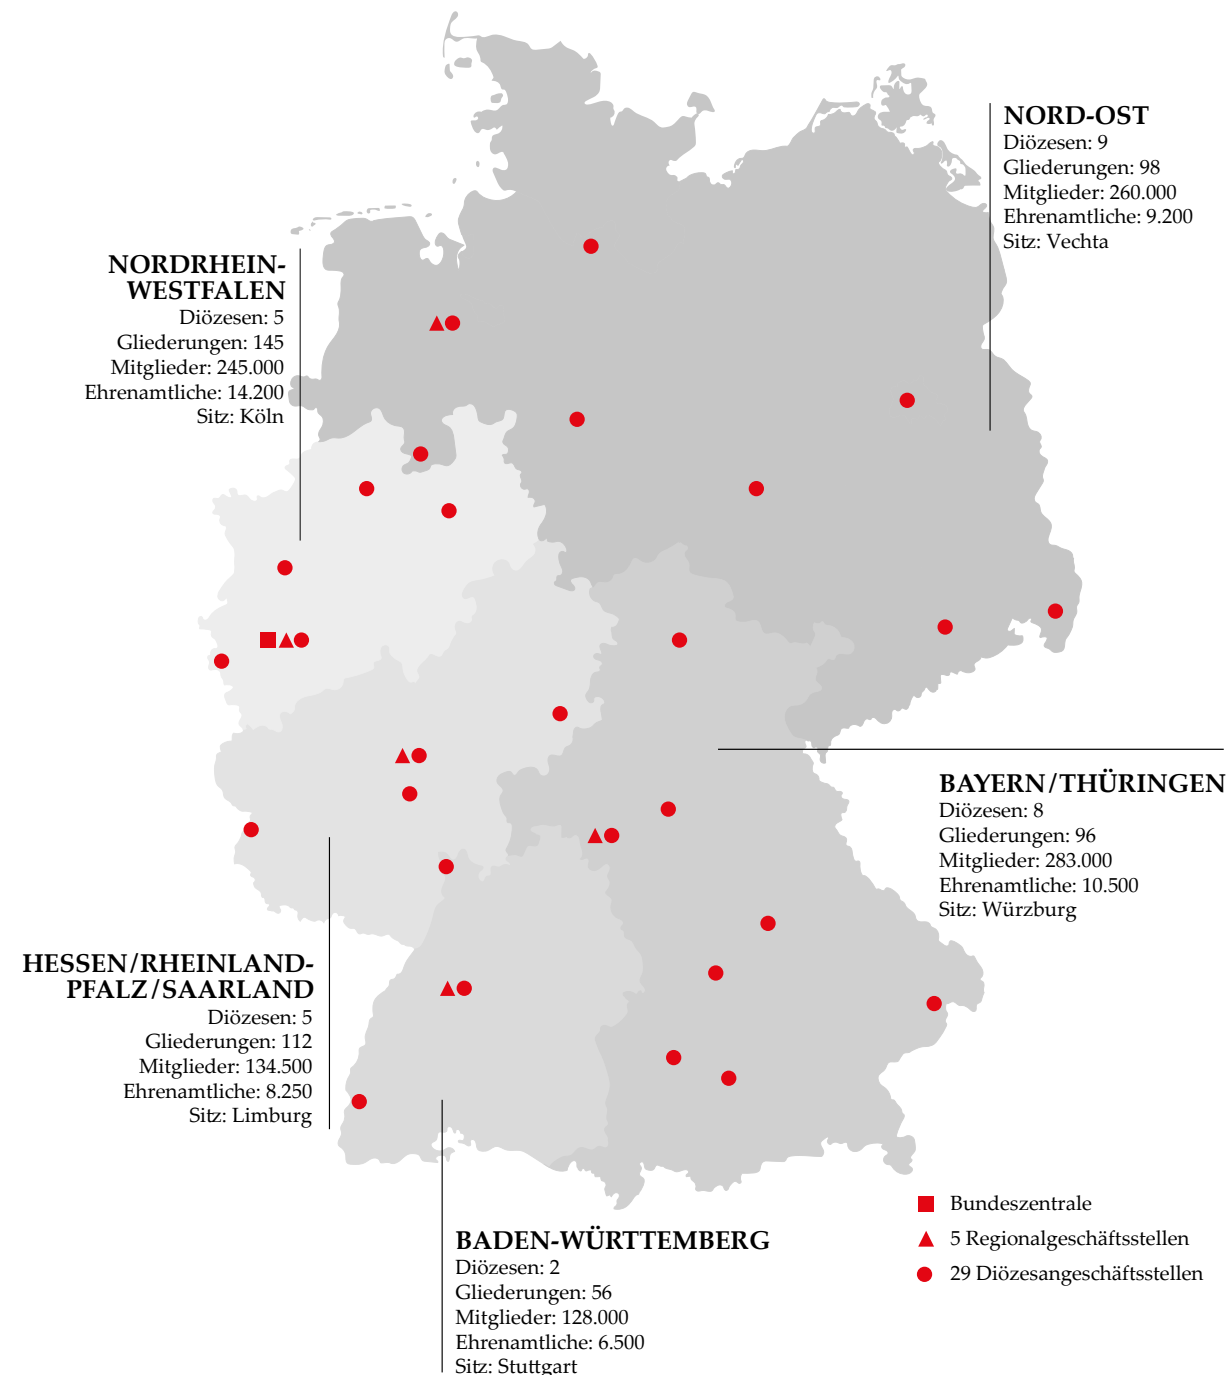 NORD-OST
Diözesen: 9
Gliederungen: 98
Mitglieder: 260.000
Ehrenamtliche: 9.200
Sitz: Vechta
NORDRHEIN-
WESTFALEN
Diözesen: 5
Gliederungen: 145
Mitglieder: 245.000
Ehrenamtliche: 14.200
Sitz: Köln
BAYERN/THÜRINGEN
Diözesen: 8
Gliederungen: 96
Mitglieder: 283.000
Ehrenamtliche: 10.500
Sitz: Würzburg
HESSEN/RHEINLAND-
PFALZ/SAARLAND
Diözesen: 5
Gliederungen: 112
Mitglieder: 134.500
Ehrenamtliche: 8.250
Sitz: Limburg
BADEN-WÜRTTEMBERG
Diözesen: 2
Gliederungen: 56
Mitglieder: 128.000
Ehrenamtliche: 6.500
Sitz: Stuttgart
Bundeszentrale
5 Regionalgeschäftsstellen
29 Diözesangeschäftsstellen